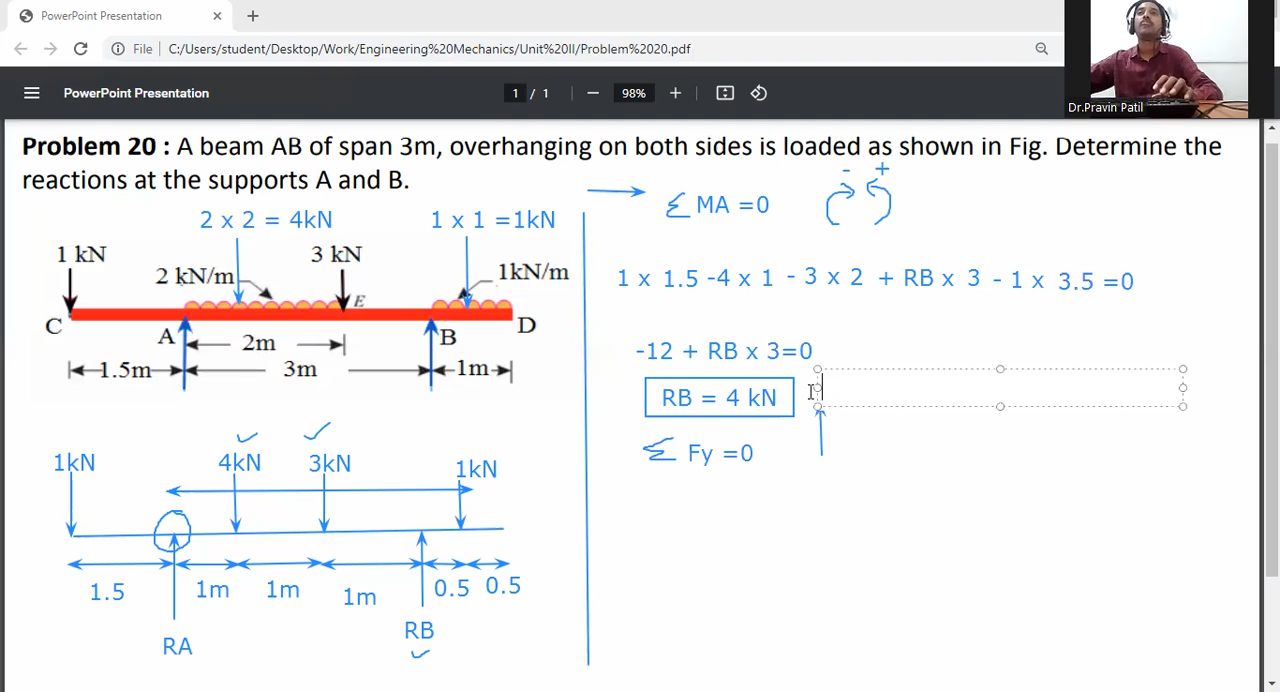 PowerPoint Presentation
File
C:/Users/student/Desktop/Work/Engineering%20Mechanics/Unit%20II/Problem%2020.pdf
PowerPoint Presentation
1 / 1
98%
Dr.Pravin Patil
Problem 20 : A beam AB of span 3m, overhanging on both sides is loaded as shown in Fig. Determine the
reactions at the supports A and B.
2 x 2 = 4kN
1 x 1 =1kN
1 kN
2 kN/m
3 kN
1kN/m
E
C
A
B
D
2m
1.5m
3m
1m
1kN
4kN
3kN
1kN
1.5
1m
1m
1m
0.5
0.5
RA
RB
Σ MA =0
- +
1 x 1.5 -4 x 1 - 3 x 2 + RB x 3 - 1 x 3.5 =0
-12 + RB x 3=0
RB = 4 kN
Σ Fy =0